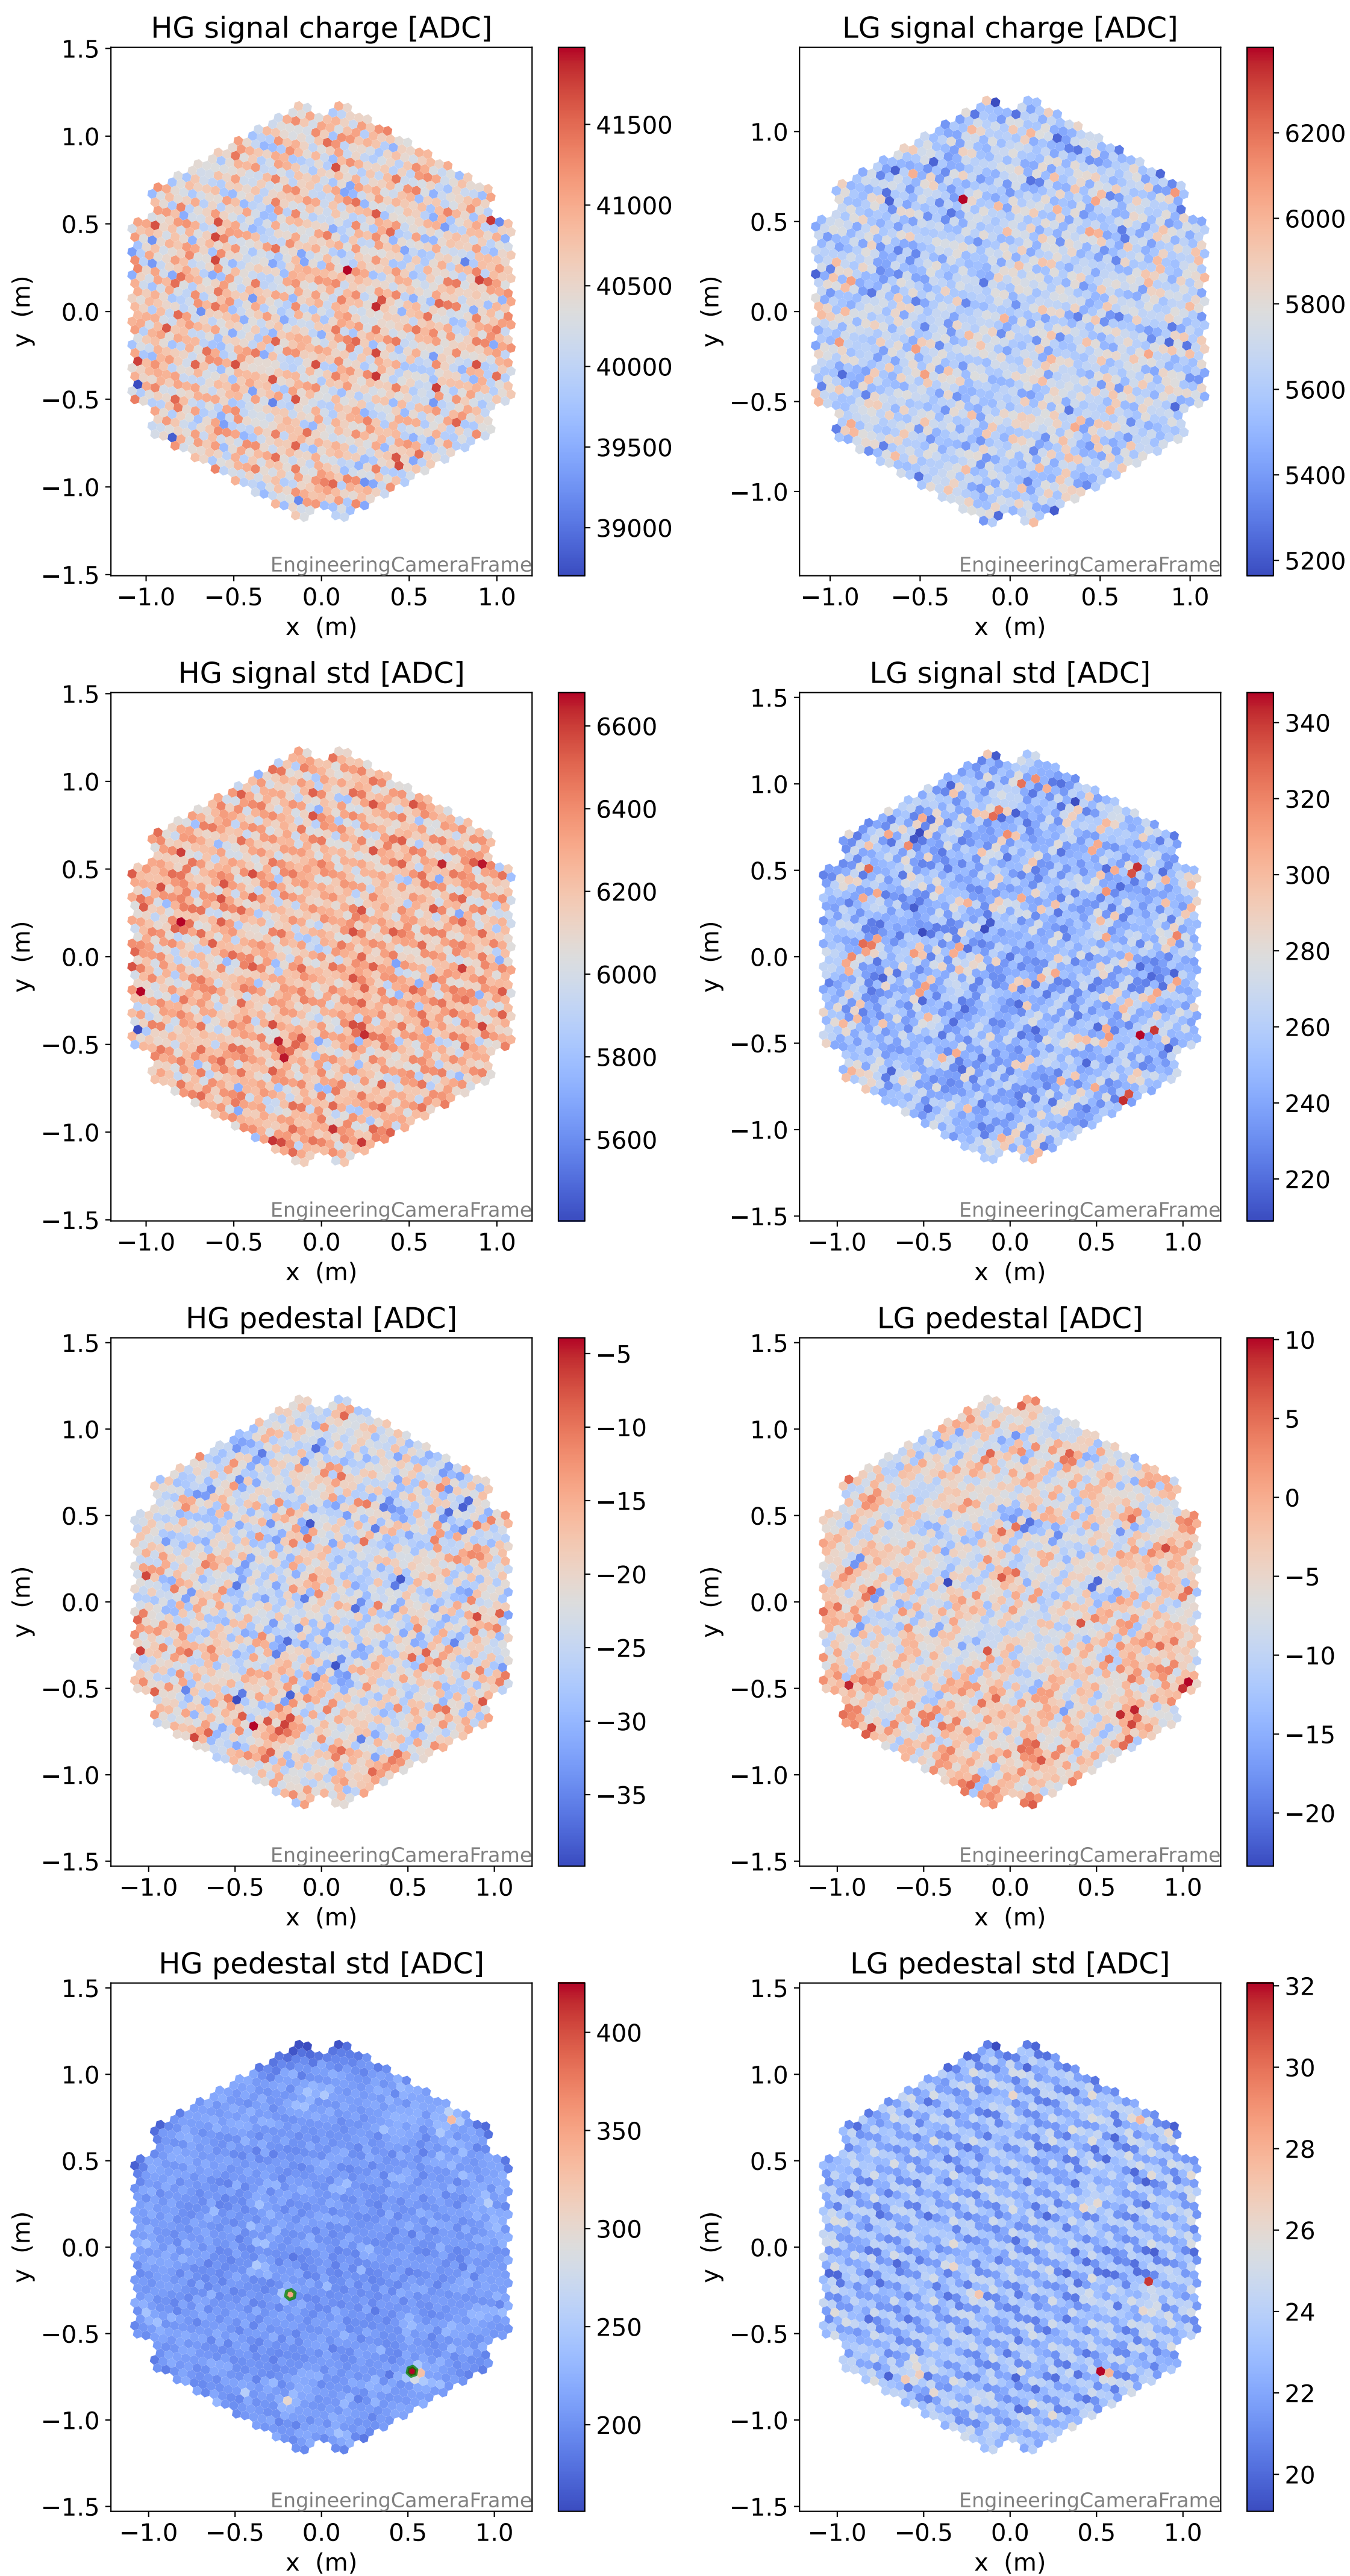 HG signal charge [ADC]
1.5
1.0
0.5
0.0
−0.5
−1.0
−1.5
y (m)
−1.0 −0.5 0.0 0.5 1.0
x (m)
EngineeringCameraFrame
41500
41000
40500
40000
39500
39000
LG signal charge [ADC]
1.0
0.5
0.0
−0.5
−1.0
y (m)
−1.0 −0.5 0.0 0.5 1.0
x (m)
EngineeringCameraFrame
6200
6000
5800
5600
5400
5200
HG signal std [ADC]
1.5
1.0
0.5
0.0
−0.5
−1.0
−1.5
y (m)
−1.0 −0.5 0.0 0.5 1.0
x (m)
EngineeringCameraFrame
6600
6400
6200
6000
5800
5600
LG signal std [ADC]
1.5
1.0
0.5
0.0
−0.5
−1.0
−1.5
y (m)
−1.0 −0.5 0.0 0.5 1.0
x (m)
EngineeringCameraFrame
340
320
300
280
260
240
220
HG pedestal [ADC]
1.5
1.0
0.5
0.0
−0.5
−1.0
−1.5
y (m)
−1.0 −0.5 0.0 0.5 1.0
x (m)
EngineeringCameraFrame
−5
−10
−15
−20
−25
−30
−35
LG pedestal [ADC]
1.5
1.0
0.5
0.0
−0.5
−1.0
−1.5
y (m)
−1.0 −0.5 0.0 0.5 1.0
x (m)
EngineeringCameraFrame
10
5
0
−5
−10
−15
−20
HG pedestal std [ADC]
1.5
1.0
0.5
0.0
−0.5
−1.0
−1.5
y (m)
−1.0 −0.5 0.0 0.5 1.0
x (m)
EngineeringCameraFrame
400
350
300
250
200
LG pedestal std [ADC]
1.5
1.0
0.5
0.0
−0.5
−1.0
−1.5
y (m)
−1.0 −0.5 0.0 0.5 1.0
x (m)
EngineeringCameraFrame
32
30
28
26
24
22
20